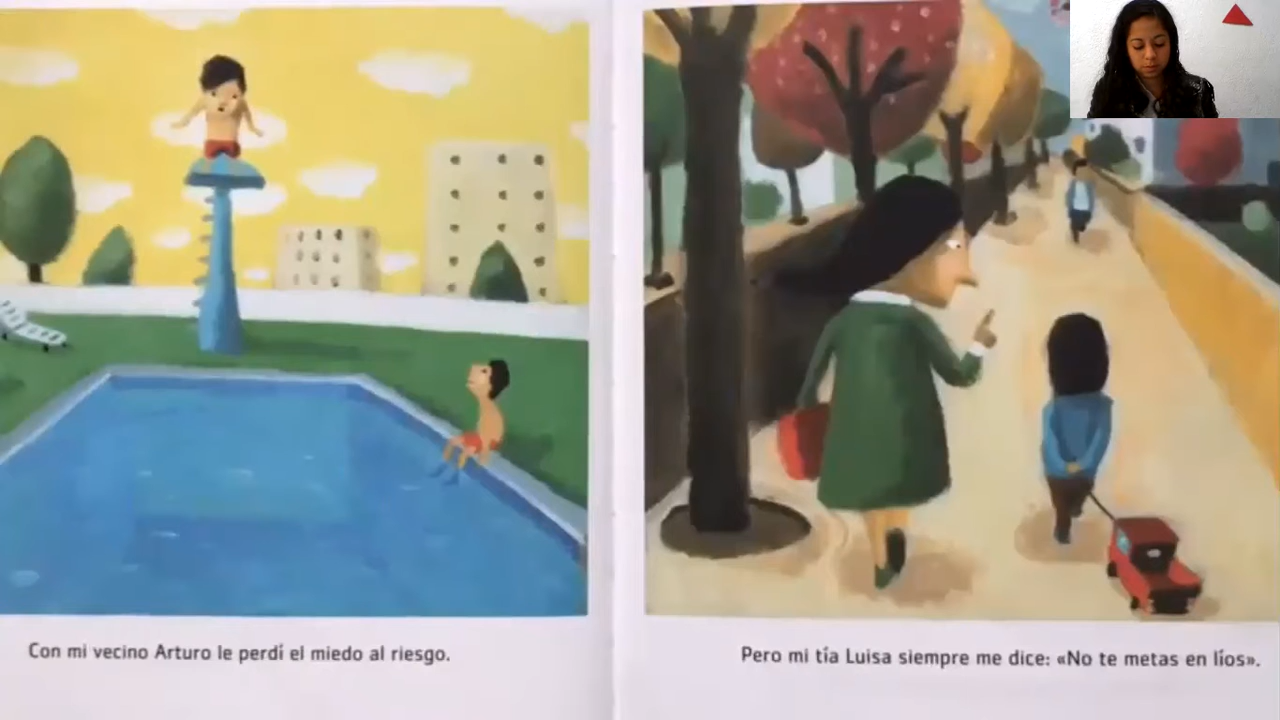 Con mi vecino Arturo le perdí el miedo al riesgo.
Pero mi tía Luisa siempre me dice: «No te metas en líos».